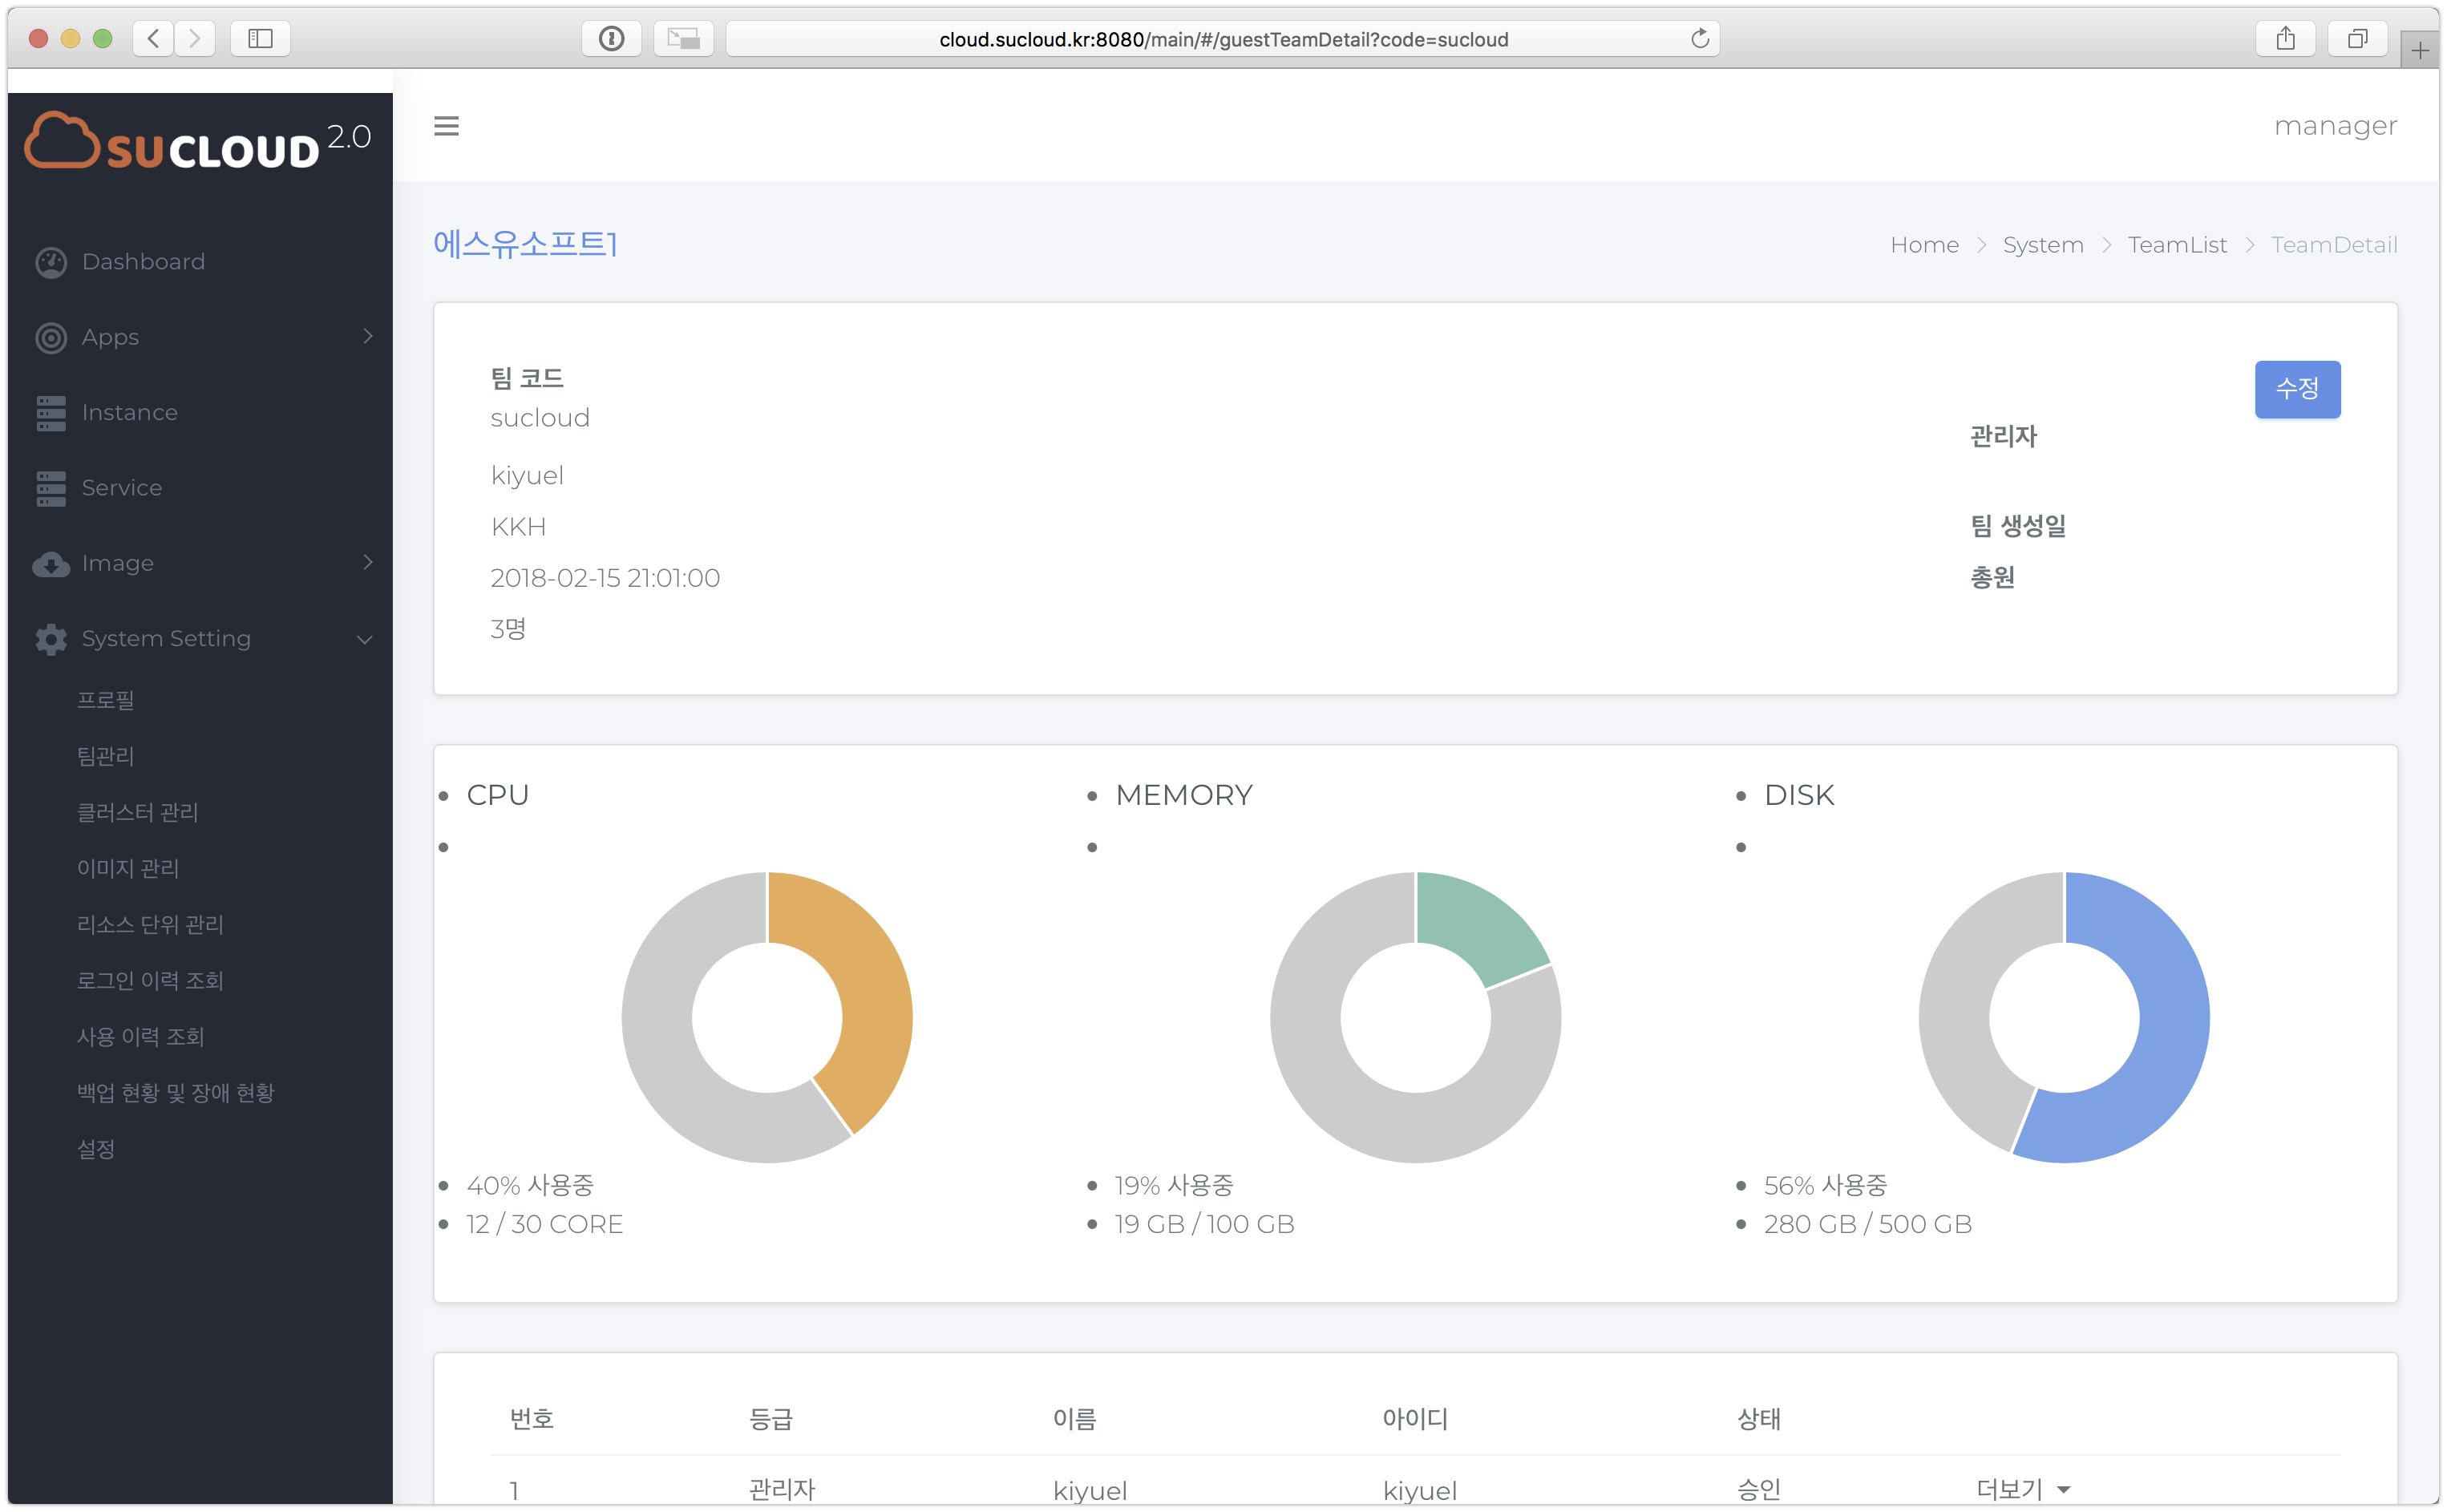 cloud.sucloud.kr:8080/main/#/guestTeamDetail?code=sucloud
SUCLOUD 2.0
manager
Dashboard
Apps
Instance
Service
Image
System Setting
프로필
팀관리
클러스터 관리
이미지 관리
리소스 단위 관리
로그인 이력 조회
사용 이력 조회
백업 현황 및 장애 현황
설정
에스유소프트1
Home > System > TeamList > TeamDetail
팀 코드
sucloud
kiyuel
KKH
2018-02-15 21:01:00
3명
수정
관리자
팀 생성일
총원
CPU
40% 사용중
12 / 30 CORE
MEMORY
19% 사용중
19 GB / 100 GB
DISK
56% 사용중
280 GB / 500 GB
번호 등급 이름 아이디 상태
1 관리자 kiyuel kiyuel 승인 더보기